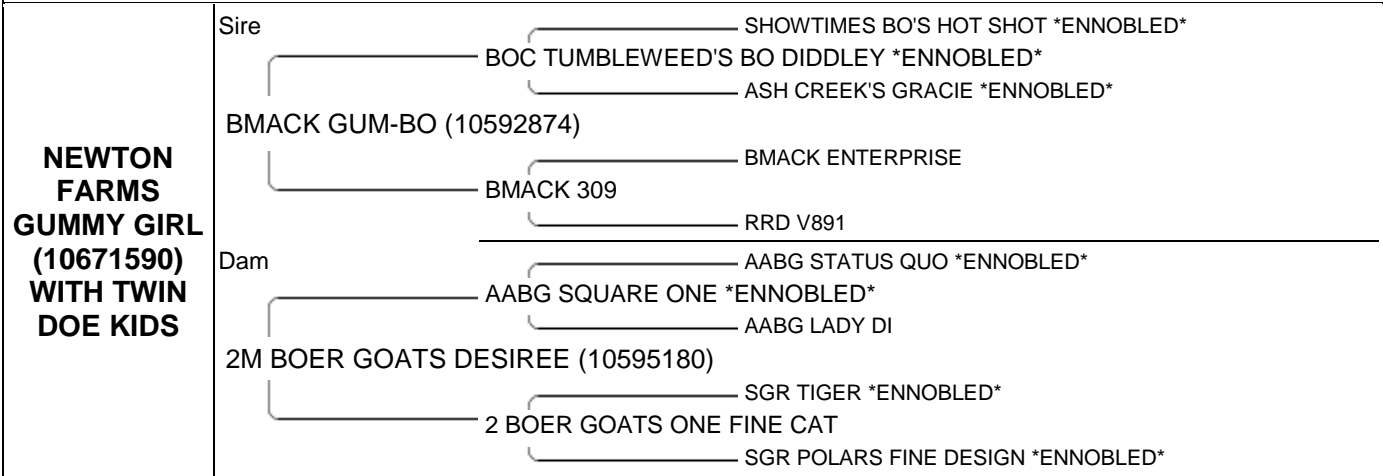 NEWTON
FARMS
GUMMY GIRL
(10671590)
WITH TWIN
DOE KIDS
Sire
SHOWTIMES BO'S HOT SHOT *ENNOBLED*
BOC TUMBLEWEED'S BO DIDDLEY *ENNOBLED*
ASH CREEK'S GRACIE *ENNOBLED*
BMACK GUM-BO (10592874)
BMACK ENTERPRISE
BMACK 309
RRD V891
Dam
AABG STATUS QUO *ENNOBLED*
AABG SQUARE ONE *ENNOBLED*
AABG LADY DI
2M BOER GOATS DESIREE (10595180)
SGR TIGER *ENNOBLED*
2 BOER GOATS ONE FINE CAT
SGR POLARS FINE DESIGN *ENNOBLED*